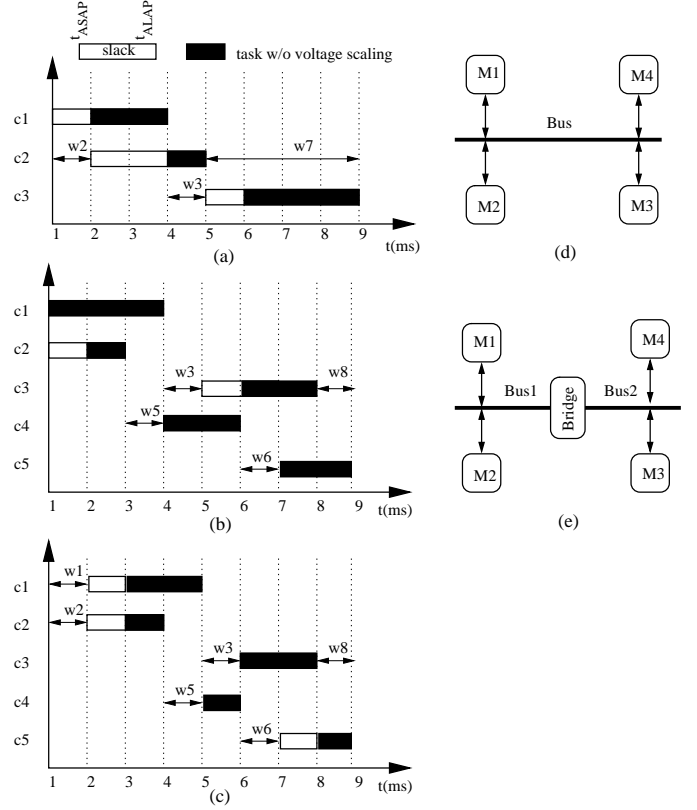 t_ASAP t_ALAP
slack task w/o voltage scaling
c1
c2 w2 w7
c3 w3
1 2 3 4 5 6 7 8 9
t(ms)
(a)
c1
c2
c3 w3 w8
c4 w5
c5 w6
1 2 3 4 5 6 7 8 9
t(ms)
(b)
c1 w1
c2 w2
c3 w3 w8
c4 w5
c5 w6
1 2 3 4 5 6 7 8 9
t(ms)
(c)
M1 M4
Bus
M2 M3
(d)
M1 M4
Bus1 Bridge Bus2
M2 M3
(e)